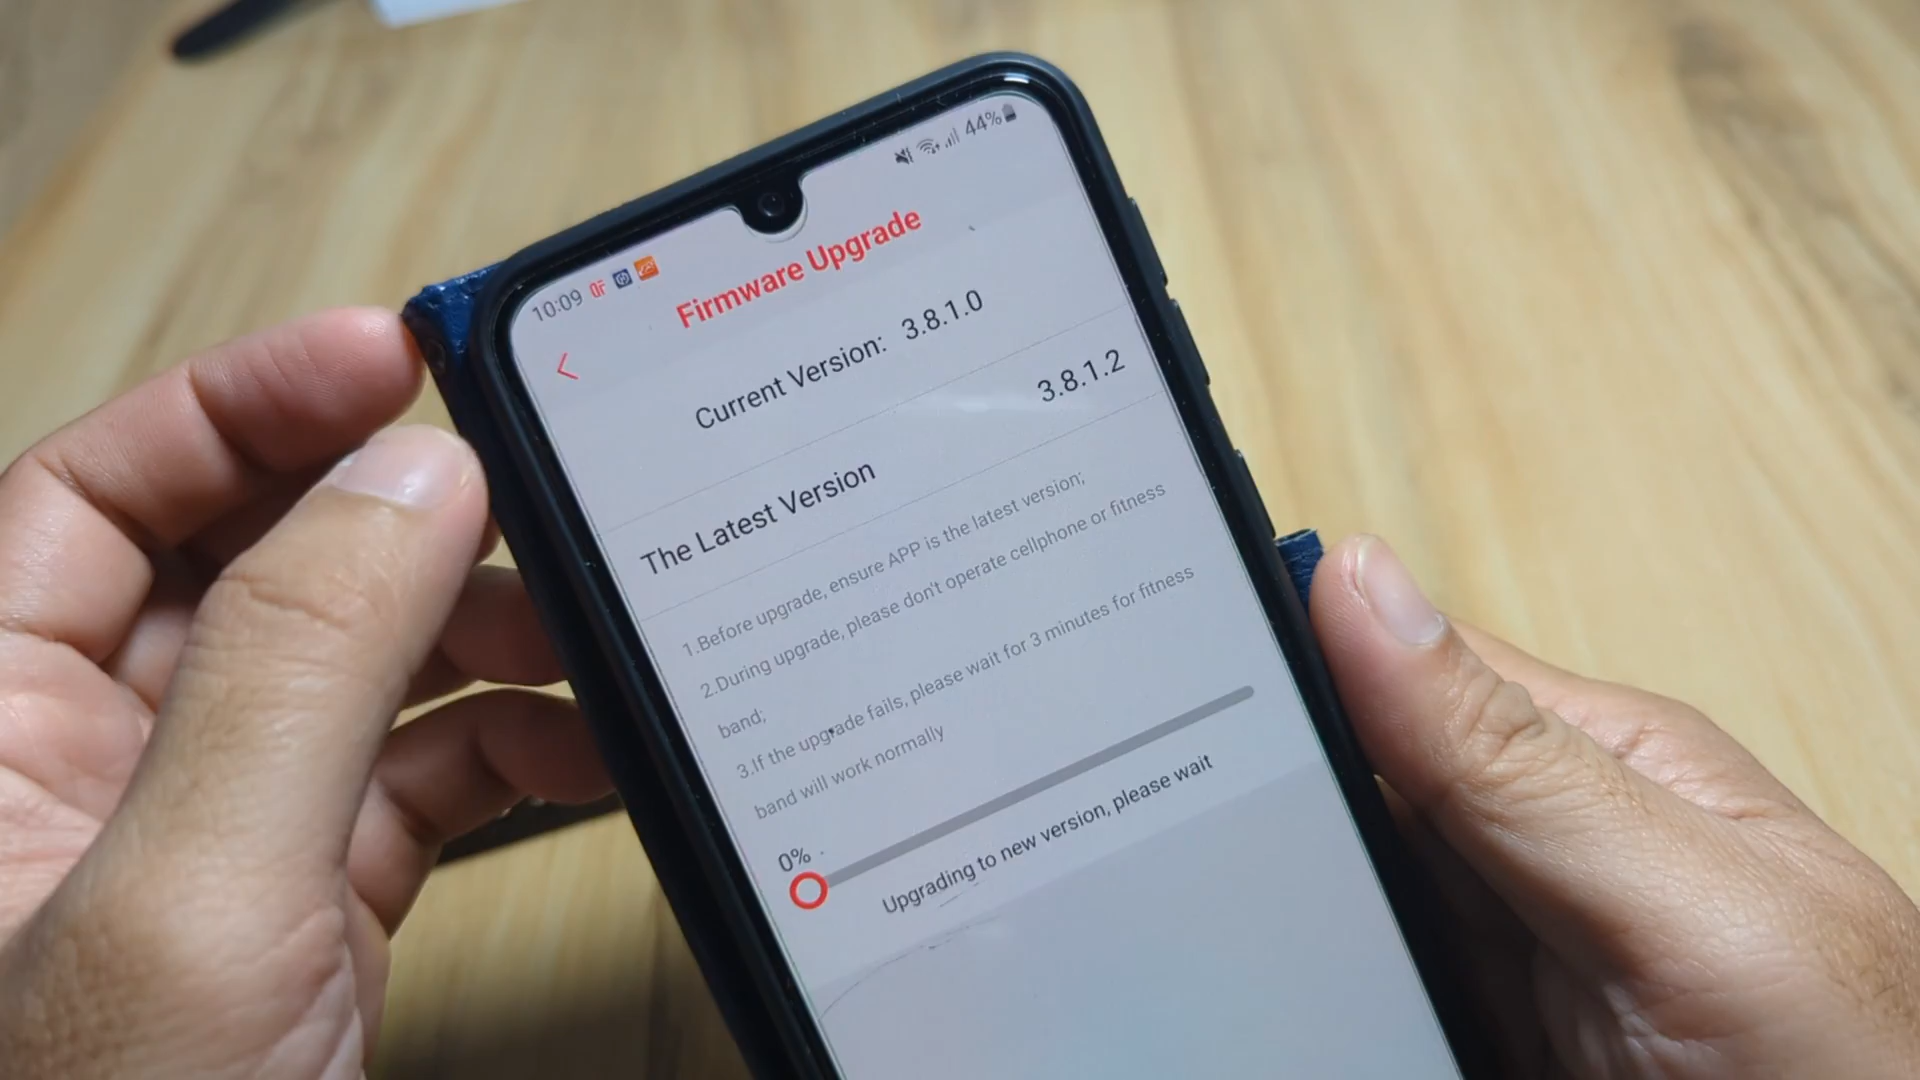 10:09
44%
Firmware Upgrade
Current Version: 3.8.1.0
The Latest Version 3.8.1.2
1.Before upgrade, ensure APP is the latest version;
2.During upgrade, please don't operate cellphone or fitness
band;
3.If the upgrade fails, please wait for 3 minutes for fitness
band will work normally
0%
Upgrading to new version, please wait